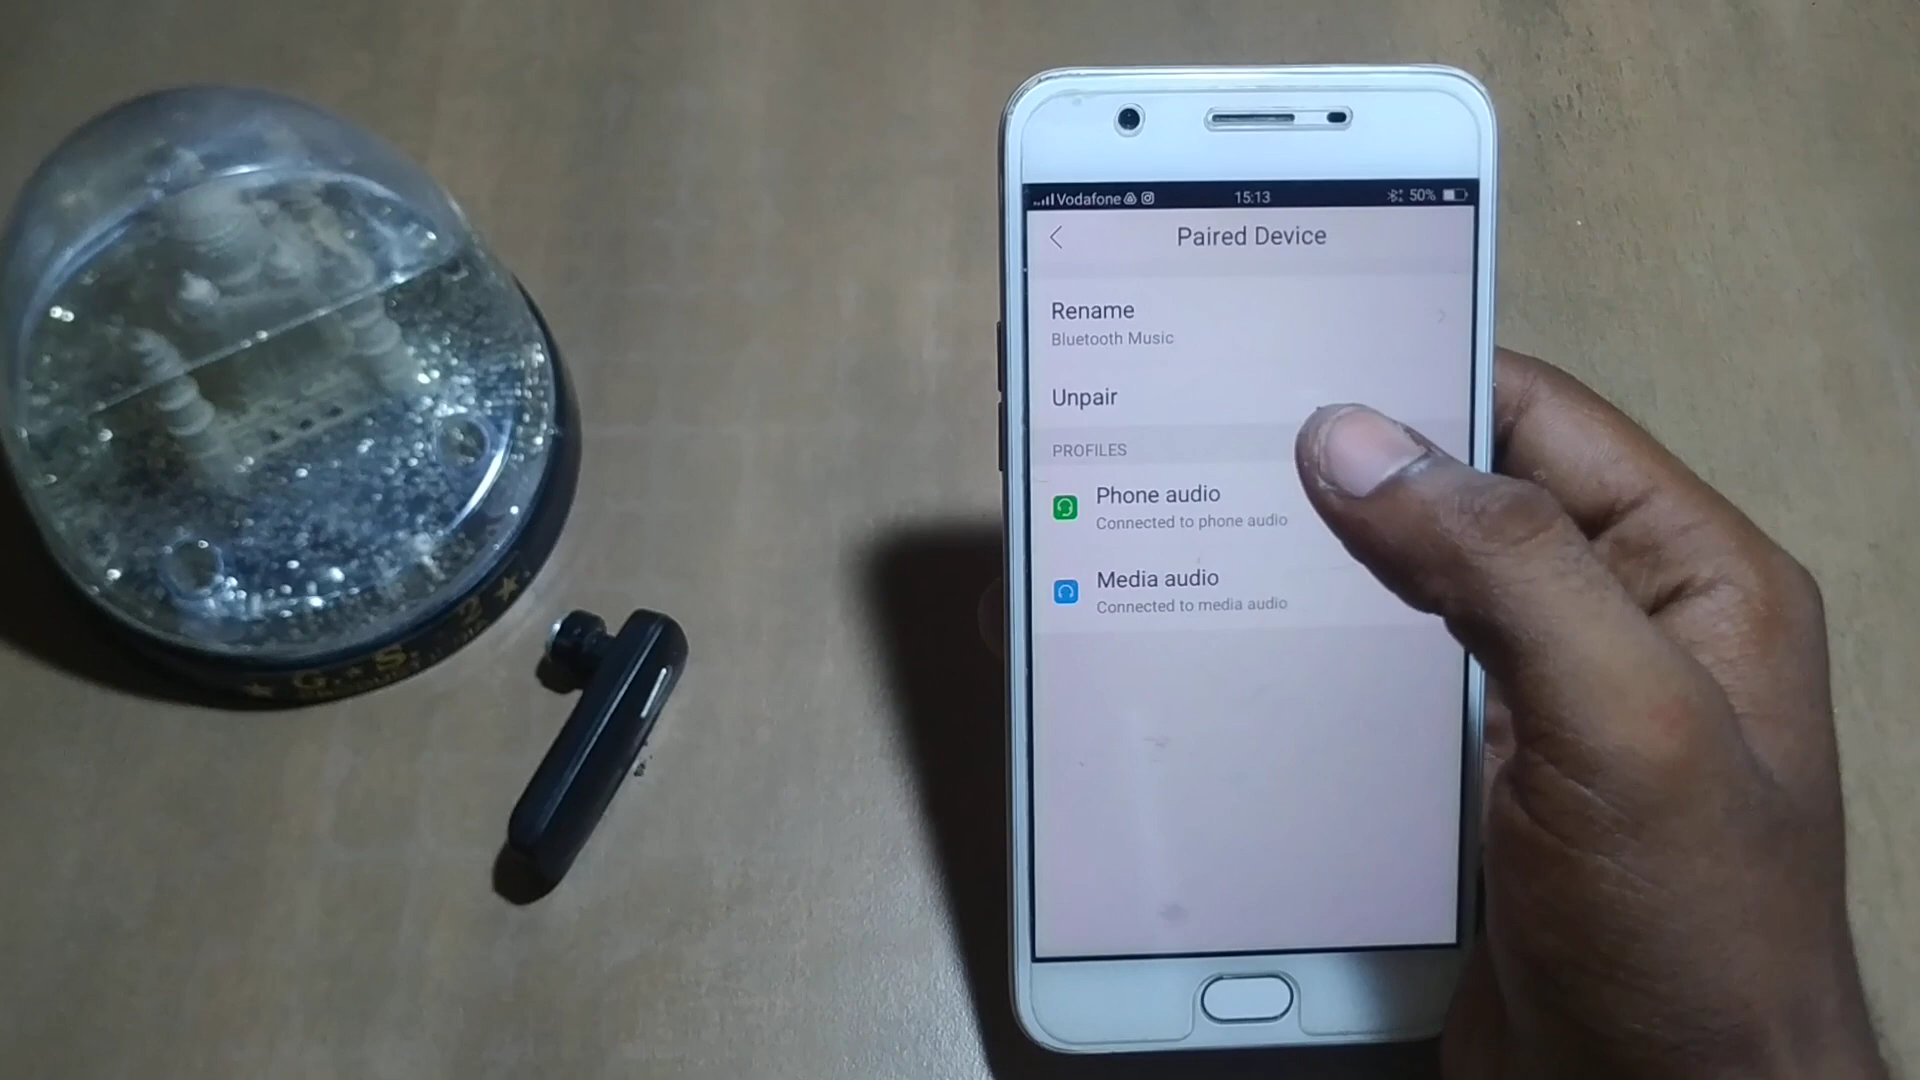 Vodafone 15:13 50%
Paired Device
Rename
Bluetooth Music
Unpair
PROFILES
Phone audio
Connected to phone audio
Media audio
Connected to media audio
G.S.